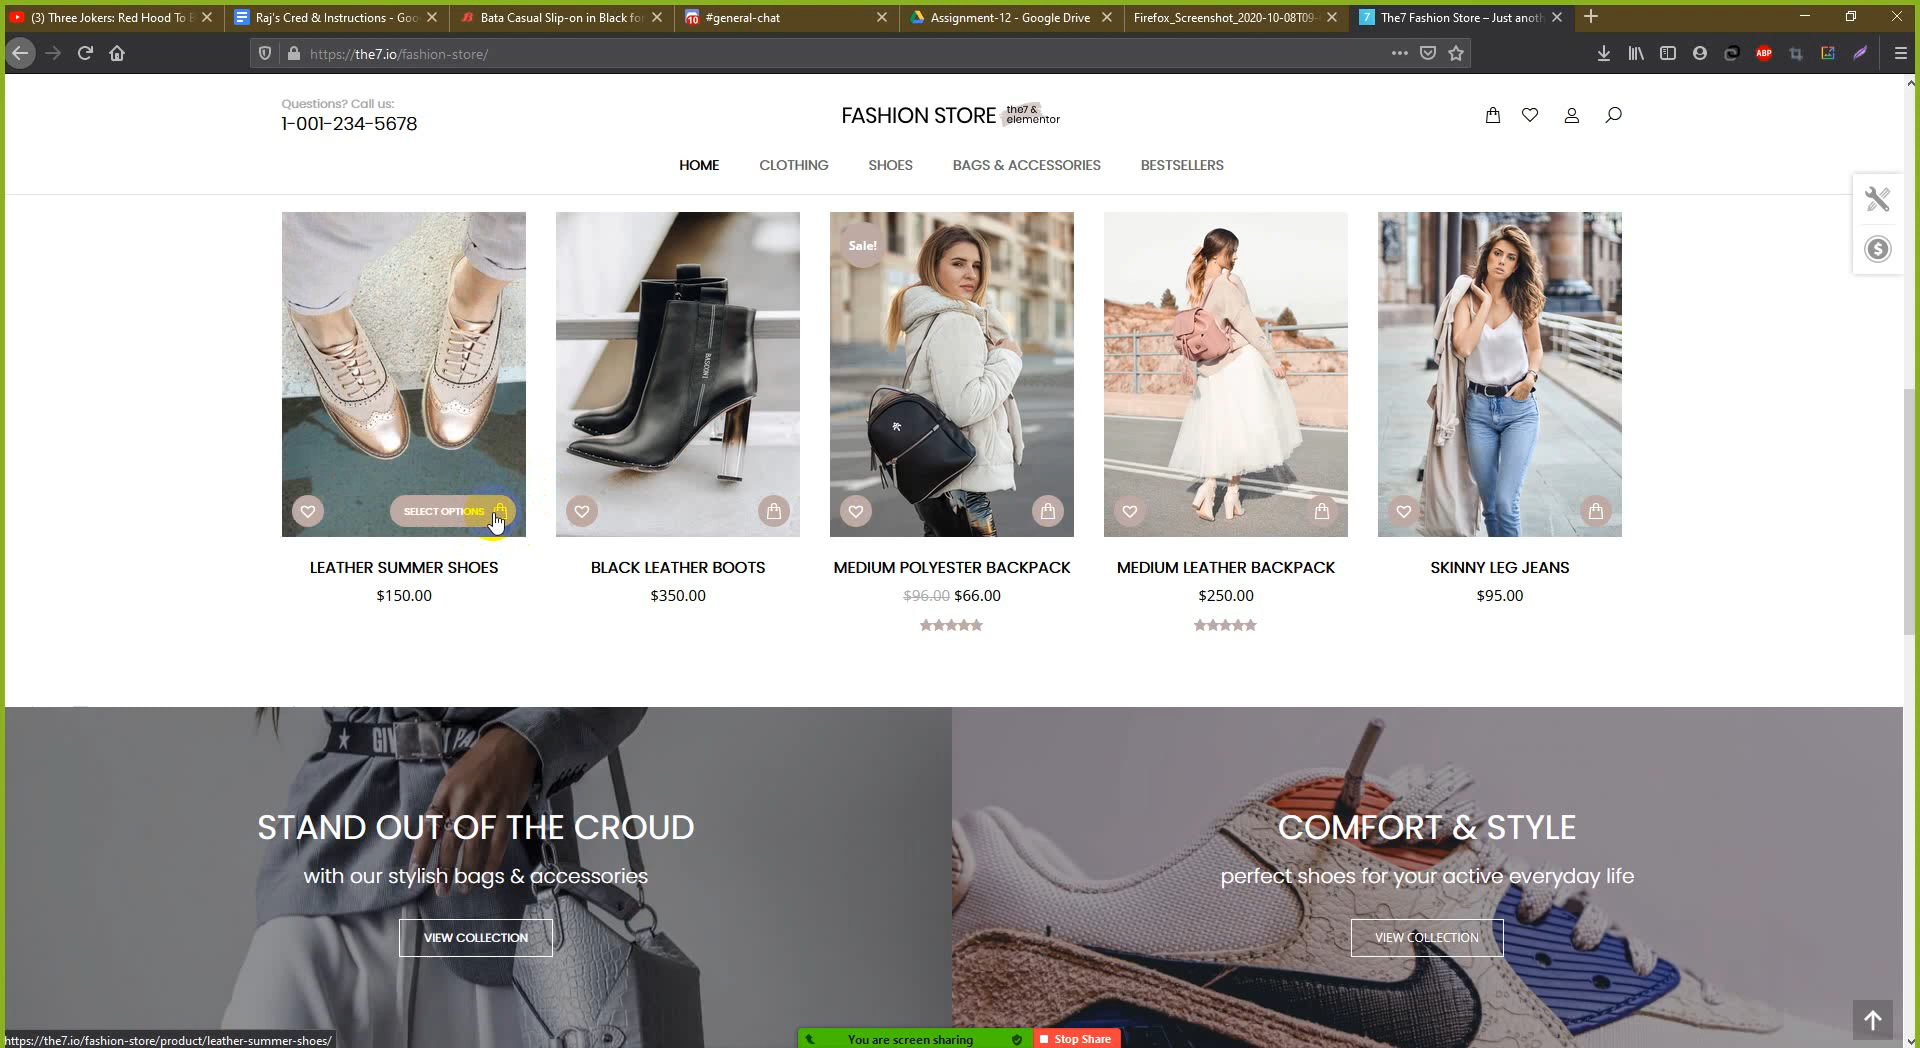 (3) Three Jokers: Red Hood To B
Raj's Cred & Instructions - Goo
Bata Casual Slip-on in Black for
#general-chat
Assignment-12 - Google Drive
Firefox_Screenshot_2020-10-08T09-
The7 Fashion Store – Just anoth
https://the7.io/fashion-store/
ABP
Questions? Call us:
1-001-234-5678
FASHION STORE the7 & elementor
HOME CLOTHING SHOES BAGS & ACCESSORIES BESTSELLERS
Sale!
BASCONI
SELECT OPTIONS
LEATHER SUMMER SHOES
$150.00
BLACK LEATHER BOOTS
$350.00
MEDIUM POLYESTER BACKPACK
$96.00 $66.00
MEDIUM LEATHER BACKPACK
$250.00
SKINNY LEG JEANS
$95.00
STAND OUT OF THE CROUD
with our stylish bags & accessories
VIEW COLLECTION
COMFORT & STYLE
perfect shoes for your active everyday life
VIEW COLLECTION
https://the7.io/fashion-store/product/leather-summer-shoes/
You are screen sharing
Stop Share